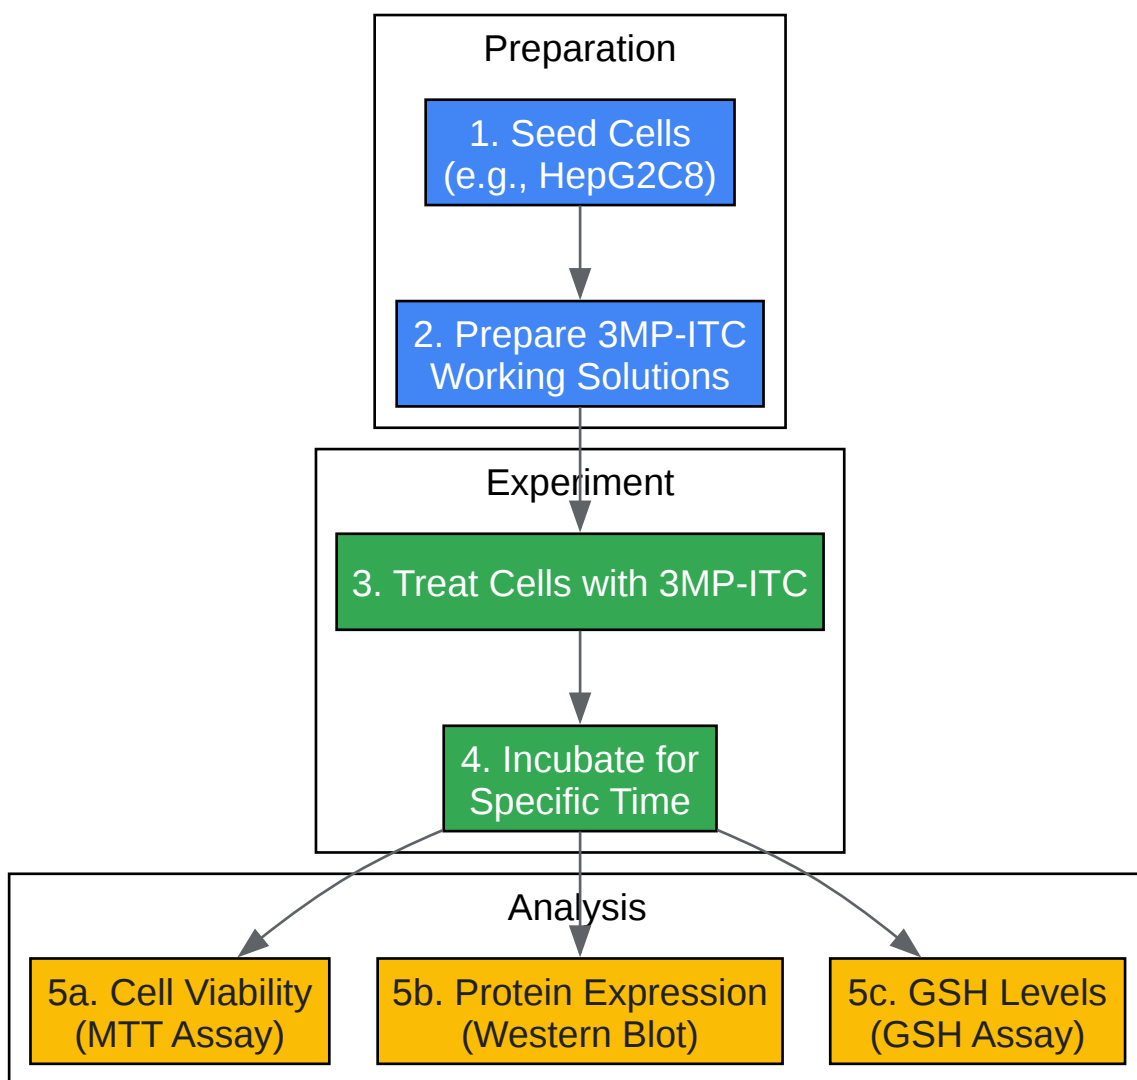 Preparation
1. Seed Cells
(e.g., HepG2C8)
2. Prepare 3MP-ITC
Working Solutions
Experiment
3. Treat Cells with 3MP-ITC
4. Incubate for
Specific Time
Analysis
5a. Cell Viability
(MTT Assay)
5b. Protein Expression
(Western Blot)
5c. GSH Levels
(GSH Assay)